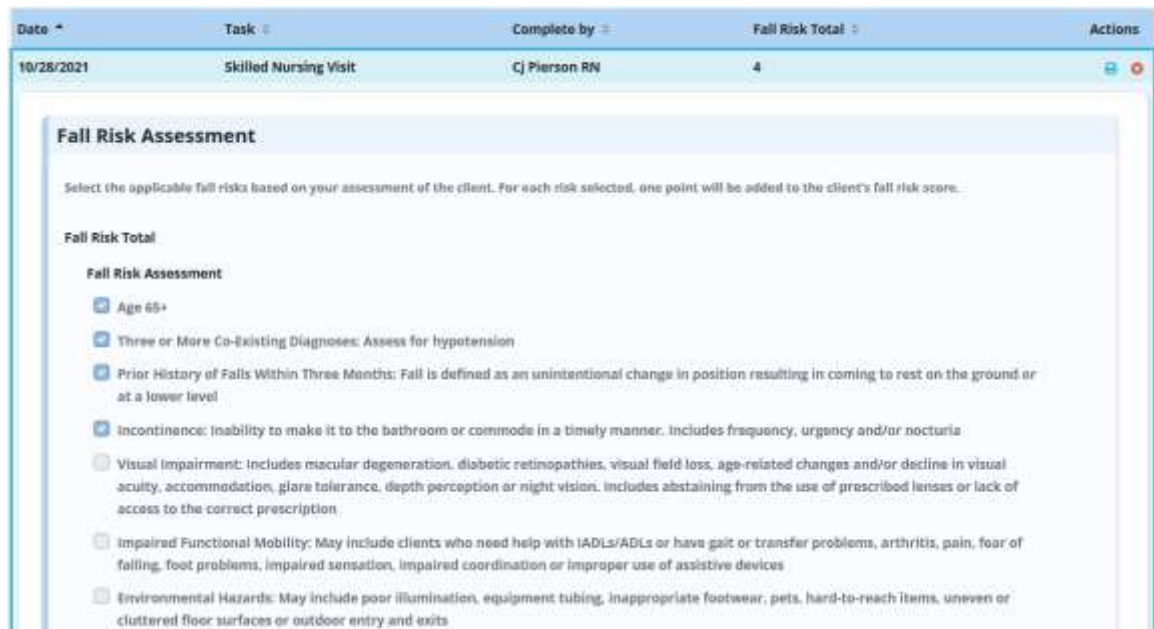 Date Task Complete by Fall Risk Total Actions
10/28/2021 Skilled Nursing Visit Cj Pierson RN 4
Fall Risk Assessment
Select the applicable fall risks based on your assessment of the client. For each risk selected, one point will be added to the client's fall risk score.
Fall Risk Total
Fall Risk Assessment
Age 65+
Three or More Co-Existing Diagnoses: Assess for hypotension
Prior History of Falls Within Three Months: Fall is defined as an unintentional change in position resulting in coming to rest on the ground or
at a lower level
Incontinence: Inability to make it to the bathroom or commode in a timely manner. Includes frequency, urgency and/or nocturia
Visual Impairment: Includes macular degeneration, diabetic retinopathies, visual field loss, age-related changes and/or decline in visual
acuity, accommodation, glare tolerance, depth perception or night vision. Includes abstaining from the use of prescribed lenses or lack of
access to the correct prescription
Impaired Functional Mobility: May include clients who need help with IADLs/ADLs or have gait or transfer problems, arthritis, pain, fear of
falling, foot problems, impaired sensation, impaired coordination or improper use of assistive devices
Environmental Hazards: May include poor illumination, equipment tubing, inappropriate footwear, pets, hard-to-reach items, uneven or
cluttered floor surfaces or outdoor entry and exits